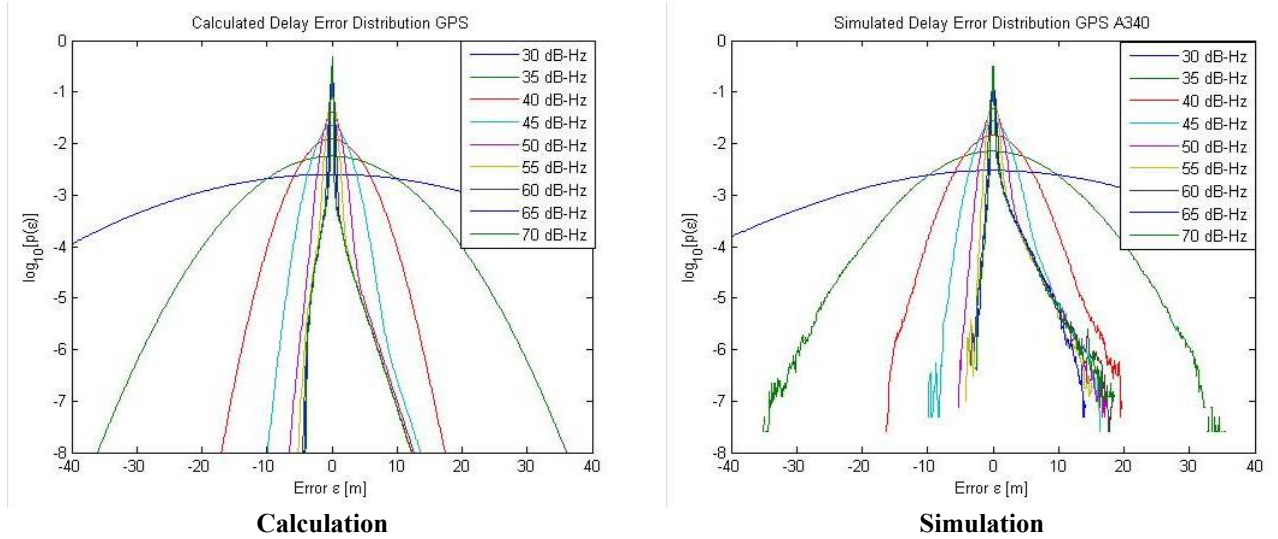 Calculated Delay Error Distribution GPS
0
-1
-2
-3
-4
-5
-6
-7
-8
log10[p(ε)]
-40 -30 -20 -10 0 10 20 30 40
Error ε [m]
30 dB-Hz
35 dB-Hz
40 dB-Hz
45 dB-Hz
50 dB-Hz
55 dB-Hz
60 dB-Hz
65 dB-Hz
70 dB-Hz
Calculation
Simulated Delay Error Distribution GPS A340
0
-1
-2
-3
-4
-5
-6
-7
-8
log10[p(ε)]
-40 -30 -20 -10 0 10 20 30 40
Error ε [m]
30 dB-Hz
35 dB-Hz
40 dB-Hz
45 dB-Hz
50 dB-Hz
55 dB-Hz
60 dB-Hz
65 dB-Hz
70 dB-Hz
Simulation